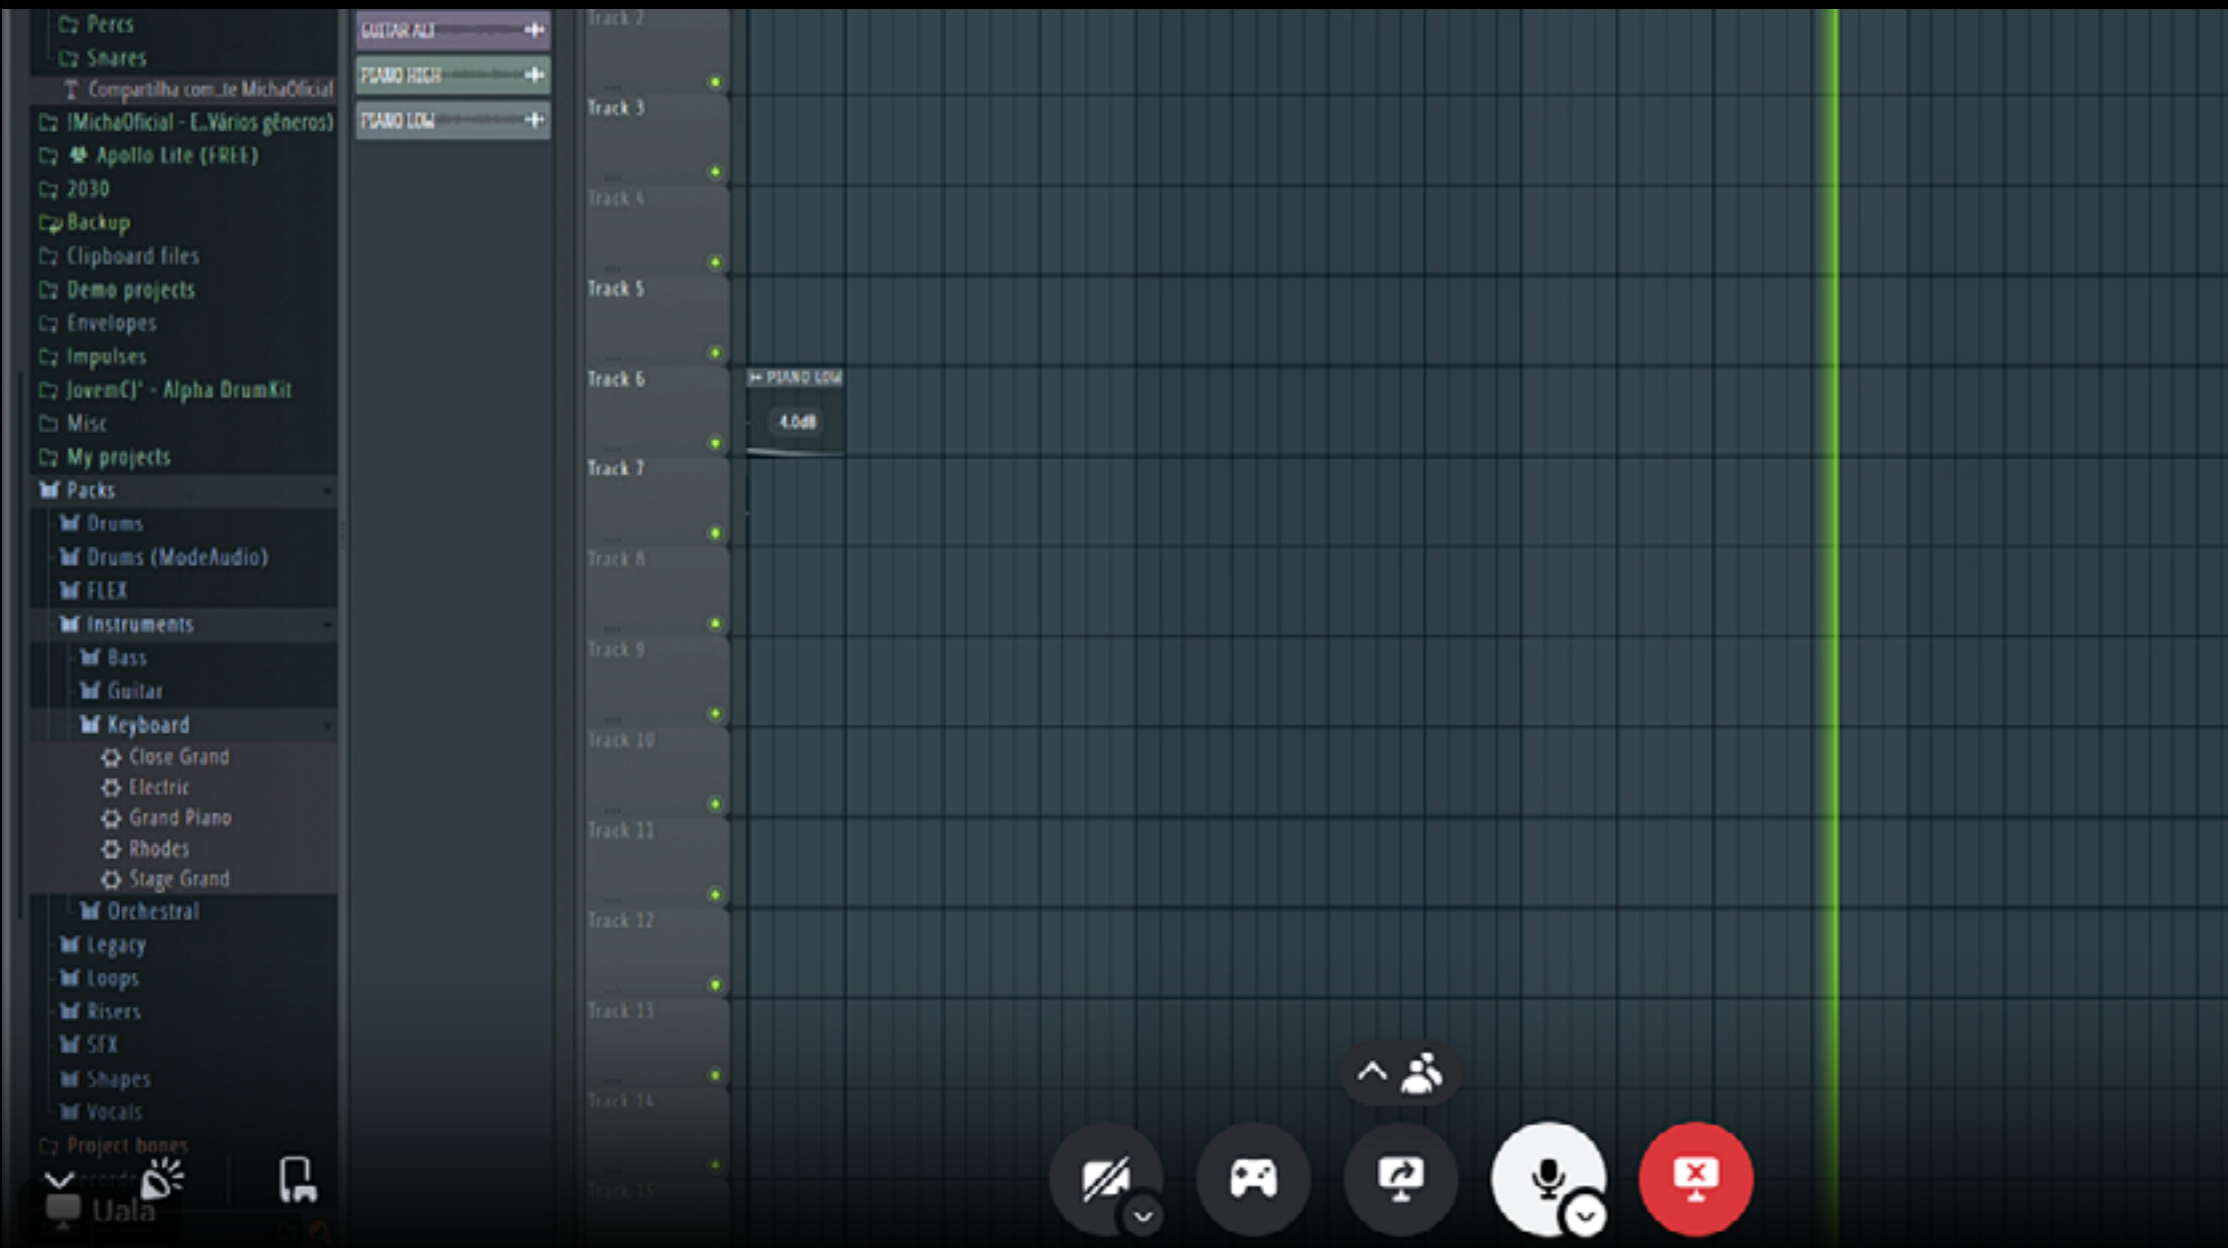 Percs
Snares
Compartilha com...te MichaOficial
!MichaOficial - E..Vários gêneros)
Apollo Lite (FREE)
2030
Backup
Clipboard files
Demo projects
Envelopes
Impulses
JovemCJ' - Alpha DrumKit
Misc
My projects
Packs
Drums
Drums (ModeAudio)
FLEX
Instruments
Bass
Guitar
Keyboard
Close Grand
Electric
Grand Piano
Rhodes
Stage Grand
Orchestral
Legacy
Loops
Risers
SFX
Shapes
Vocals
Project bones
Uala
GUITAR ALT
PIANO HIGH
PIANO LOW
Track 2
Track 3
Track 4
Track 5
Track 6
Track 7
Track 8
Track 9
Track 10
Track 11
Track 12
Track 13
Track 14
Track 15
PIANO LOW
4.0dB